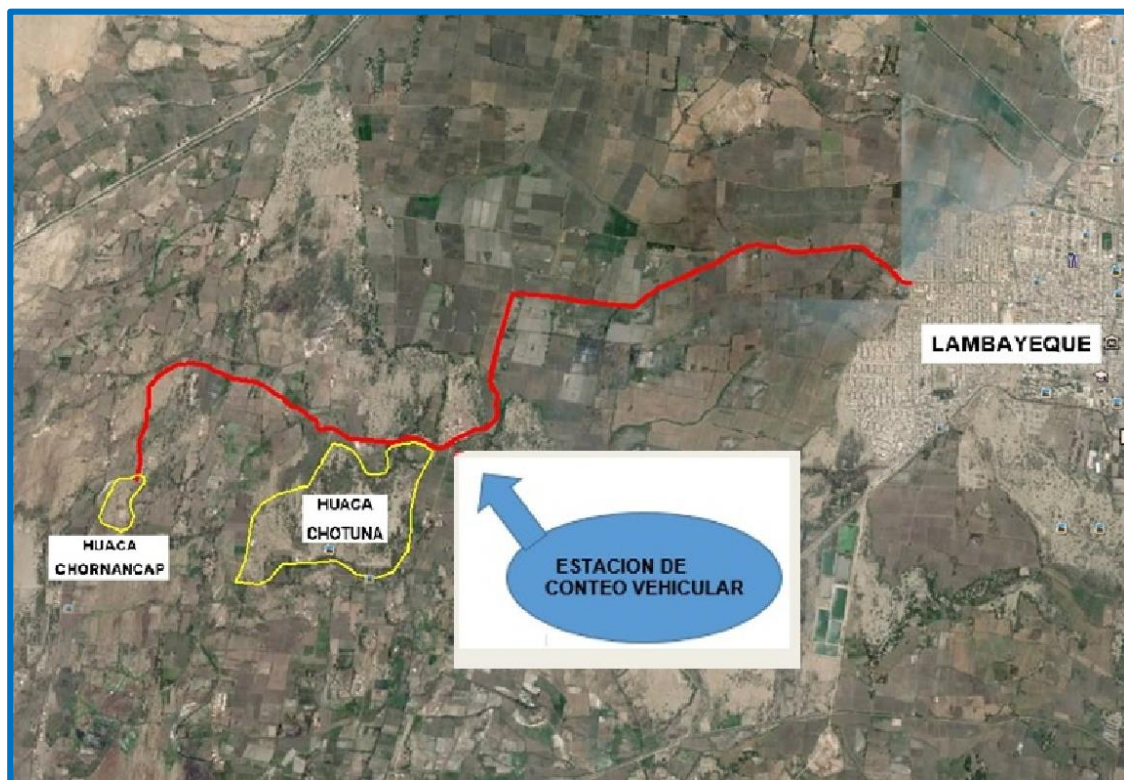 LAMBAYEQUE
HUACA
CHOTUNA
HUACA
CHORNANCAP
ESTACION DE
CONTEO VEHICULAR